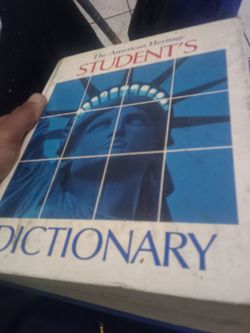 The American Heritage
STUDENT'S
DICTIONARY